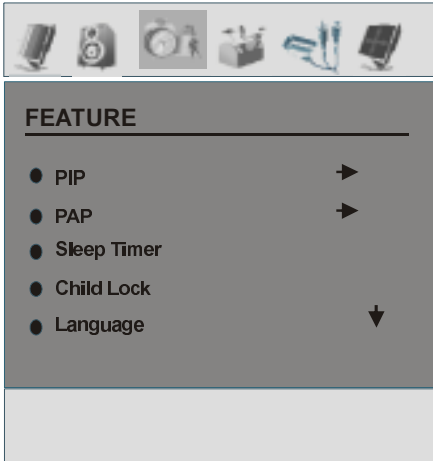 FEATURE
PIP
PAP
Sleep Timer
Child Lock
Language